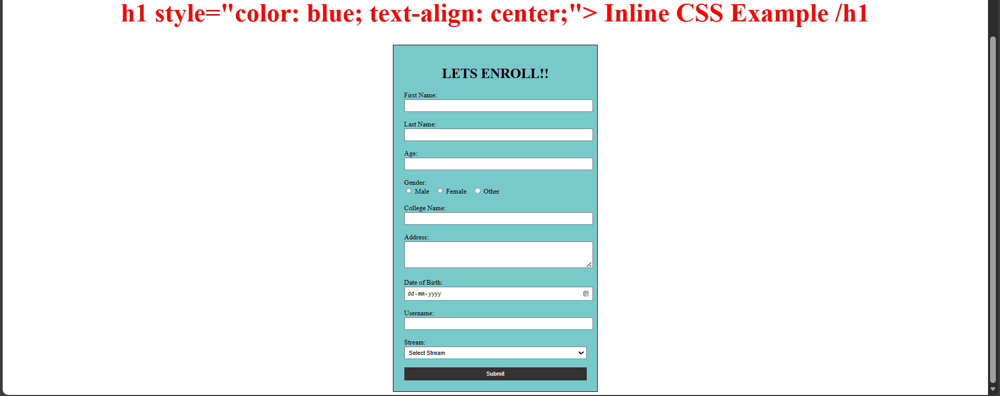 h1 style="color: blue; text-align: center;"> Inline CSS Example /h1
LETS ENROLL!!
First Name:
Last Name:
Age:
Gender:
Male Female Other
College Name:
Address:
Date of Birth:
dd-mm-yyyy
Username:
Stream:
Select Stream
Submit